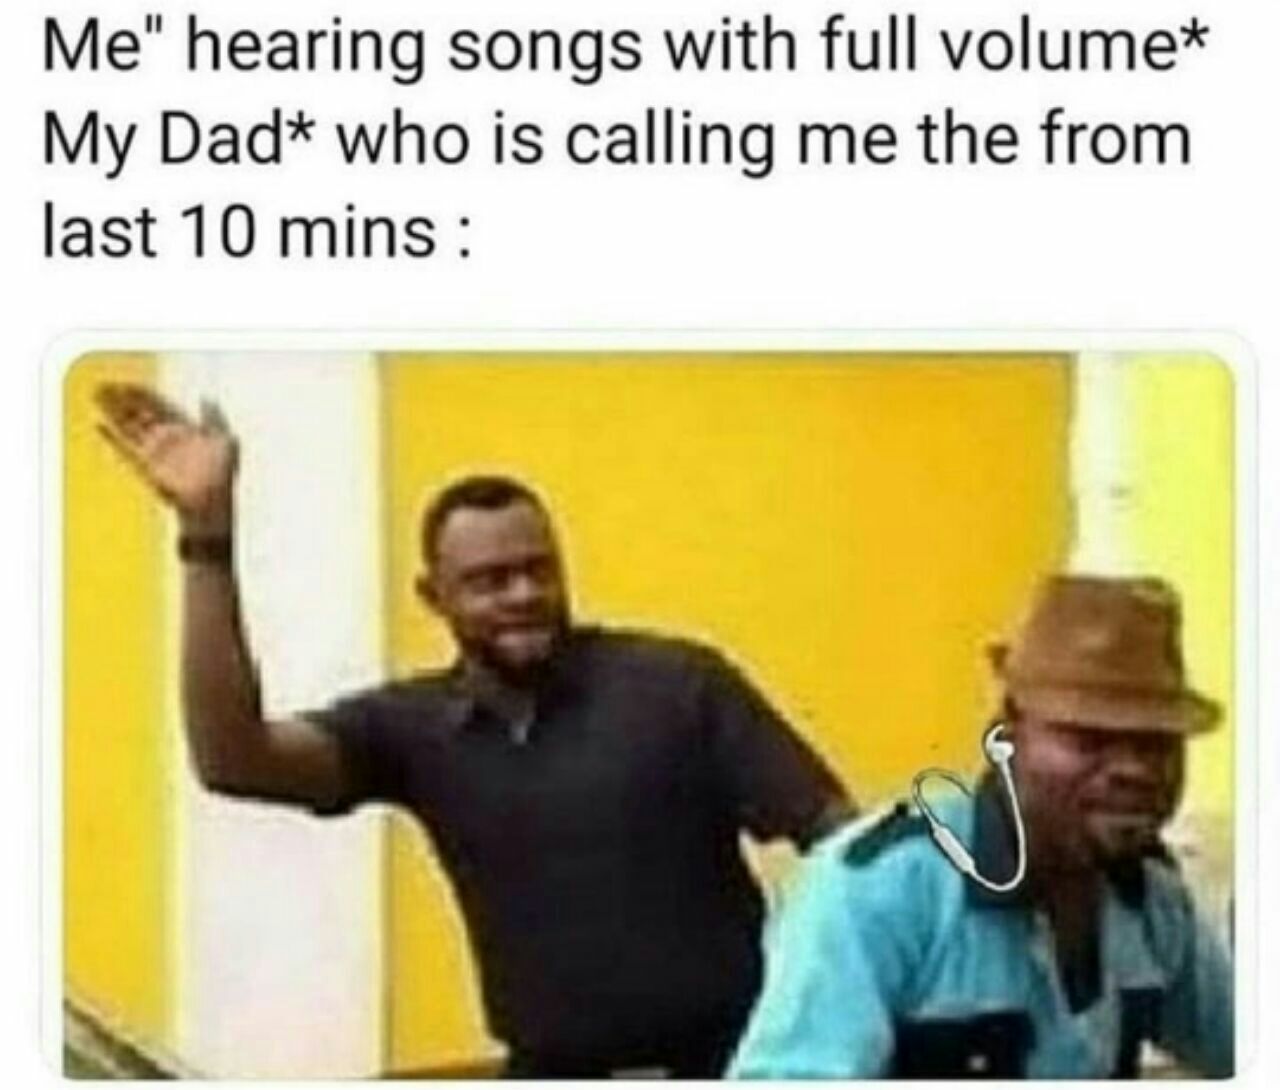 Me" hearing songs with full volume*
My Dad* who is calling me the from
last 10 mins :